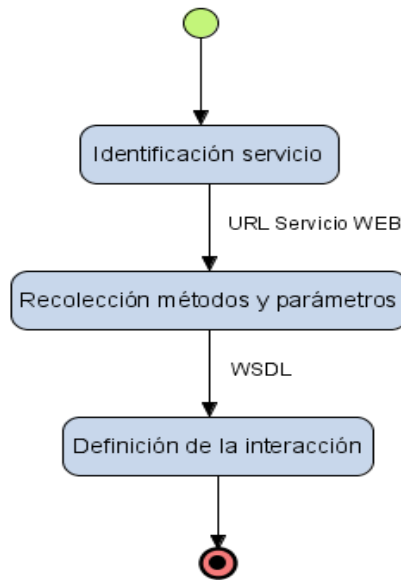 Identificación servicio
URL Servicio WEB
Recolección métodos y parámetros
WSDL
Definición de la interacción